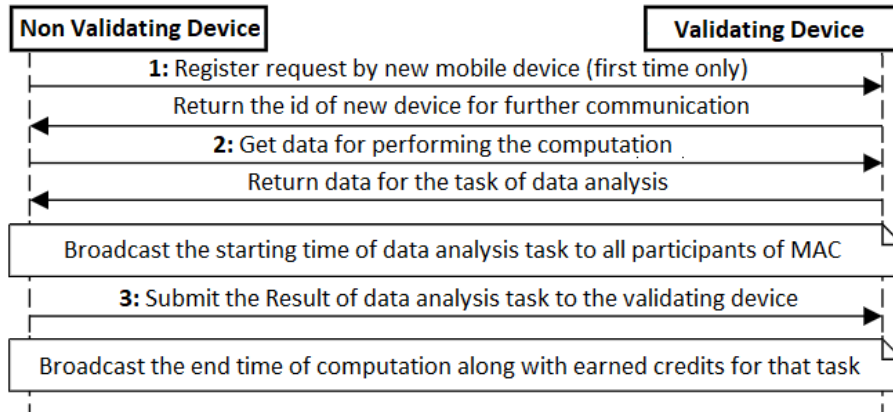 Non Validating Device
Validating Device
1: Register request by new mobile device (first time only)
Return the id of new device for further communication
2: Get data for performing the computation
Return data for the task of data analysis
Broadcast the starting time of data analysis task to all participants of MAC
3: Submit the Result of data analysis task to the validating device
Broadcast the end time of computation along with earned credits for that task